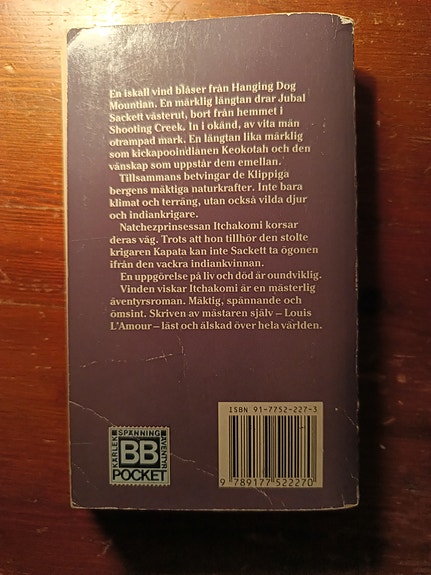 En iskall vind blåser från Hanging Dog
Mountian. En märklig längtan drar Jubal
Sackett västerut, bort från hemmet i
Shooting Creek. In i okänd, av vita män
otrampad mark. En längtan lika märklig
som kickapooindianen Keokotah och den
vänskap som uppstår dem emellan.
Tillsammans betvingar de Klippiga
bergens mäktiga naturkrafter. Inte bara
klimat och terräng, utan också vilda djur
och indiankrigare.
Natchezprinsessan Itchakomi korsar
deras väg. Trots att hon tillhör den stolte
krigaren Kapata kan inte Sackett ta ögonen
ifrån den vackra indiankvinnan.
En uppgörelse på liv och död är oundviklig.
Vinden viskar Itchakomi är en mästerlig
äventyrsroman. Mäktig, spännande och
ömsint. Skriven av mästaren själv – Louis
L'Amour – läst och älskad över hela världen.
ISBN 91-7752-227-3
9 789177 522270
SPÄNNING
KÄRLEK
BB
ÄVENTYR
POCKET